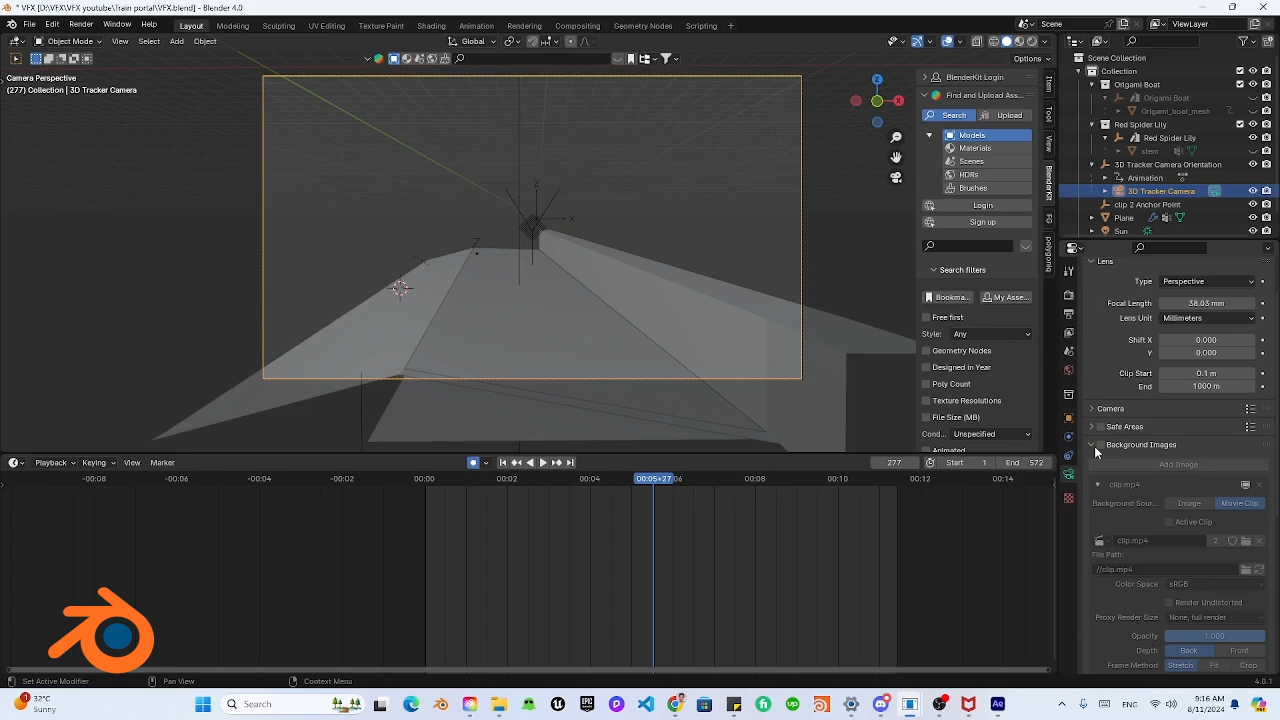 * VFX [D:\VFX\VFX youtube\Train portal\VFX.blend] - Blender 4.0
File Edit Render Window Help Layout Modeling Sculpting UV Editing Texture Paint Shading Animation Rendering Compositing Geometry Nodes Scripting + Scene ViewLayer
Object Mode View Select Add Object Global
Options
Camera Perspective
(277) Collection | 3D Tracker Camera
Z
X
Z
X
Z
BlenderKit Login
Find and Upload Ass...
Search Upload
Models
Materials
Scenes
HDRs
Brushes
Login
Sign up
Search filters
Bookma... My Asse...
Free first
Style: Any
Geometry Nodes
Designed in Year
Poly Count
Texture Resolutions
File Size (MB)
Cond... Unspecified
Animated
Item
Tool
View
BlenderKit
FG
polygoniq
Scene Collection
Collection
Origami Boat
Origami Boat
Origami_boat_mesh
Red Spider Lily
Red Spider Lily
stem
3D Tracker Camera Orientation
Animation
3D Tracker Camera
clip 2 Anchor Point
Plane
Sun
Lens
Type Perspective
Focal Length 38.03 mm
Lens Unit Millimeters
Shift X 0.000
Y 0.000
Clip Start 0.1 m
End 1000 m
Camera
Safe Areas
Background Images
Add Image
clip.mp4
Background Sour... Image Movie Clip
Active Clip
clip.mp4 2
File Path:
//clip.mp4
Color Space sRGB
Render Undistorted
Proxy Render Size None, full render
Opacity 1.000
Depth Back Front
Frame Method Stretch Fit Crop
Playback Keying View Marker 277 Start 1 End 572
-00:08 -00:06 -00:04 -00:02 00:00 00:02 00:04 00:05+27 06 00:08 00:10 00:12 00:14
Set Active Modifier Pan View Context Menu 4.0.1
1
32°C
Sunny
Search
Ae
9:16 AM
8/11/2024